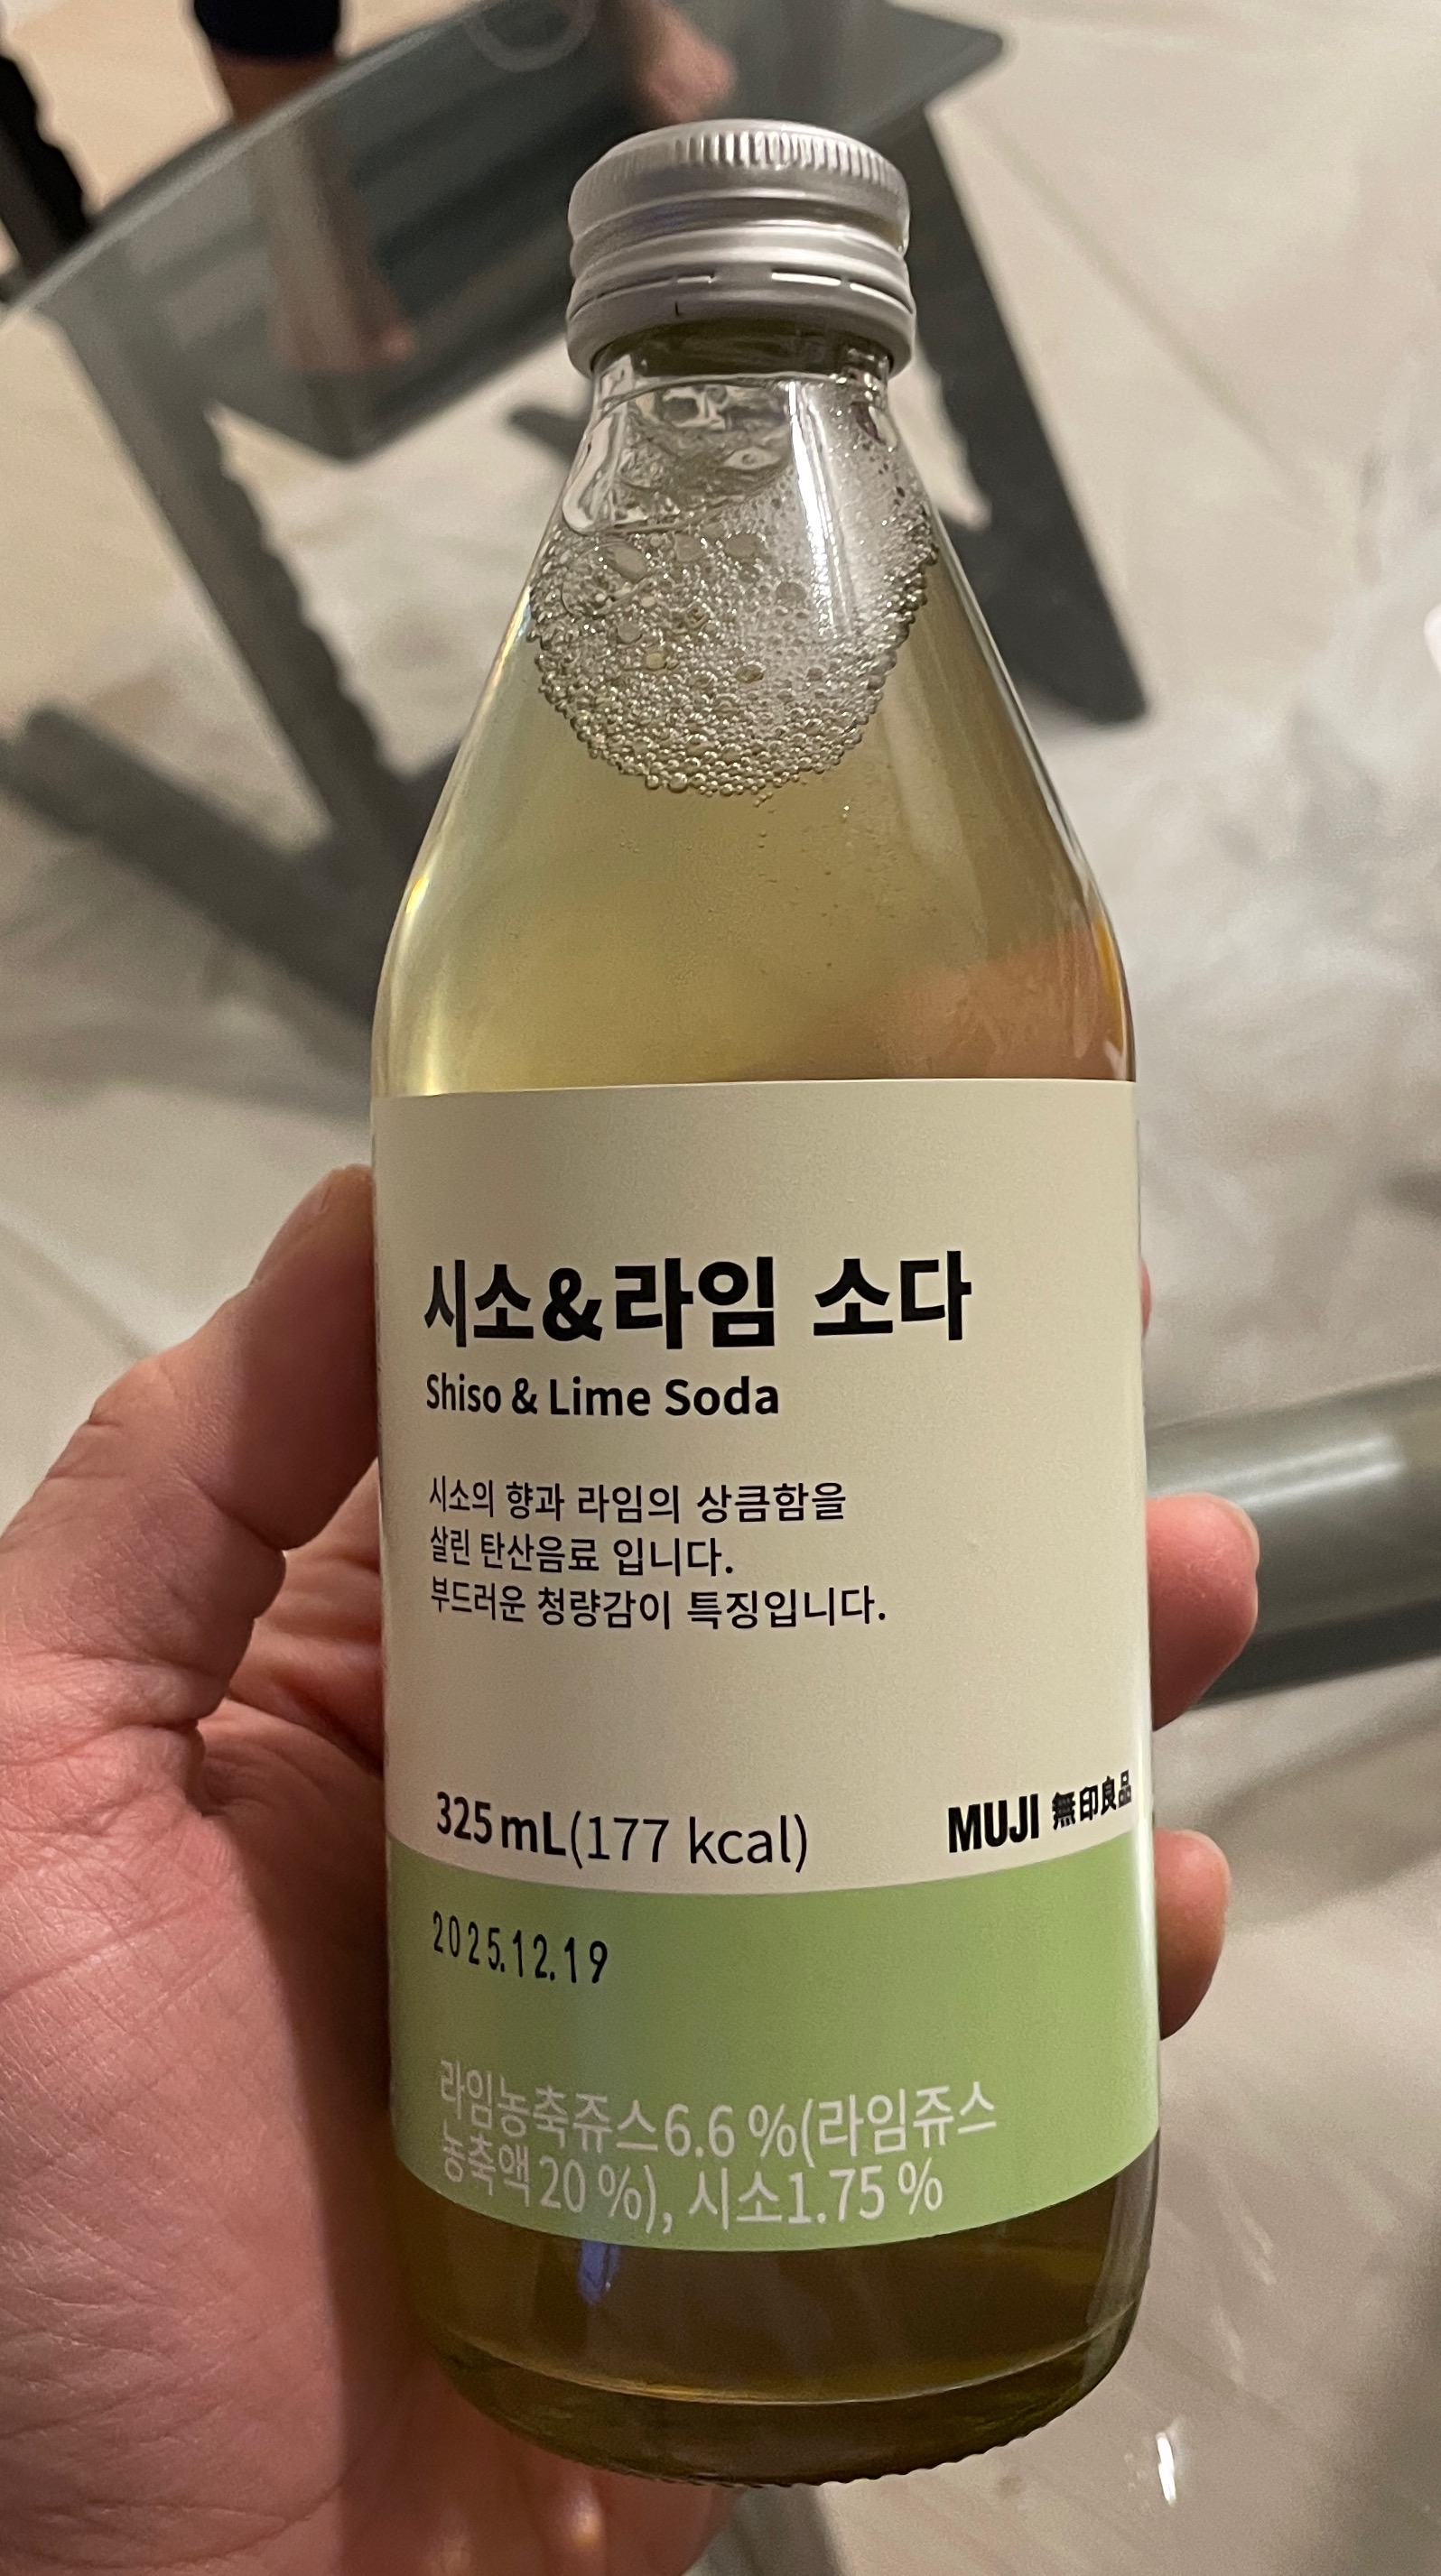 시소&라임 소다
Shiso & Lime Soda
시소의 향과 라임의 상큼함을
살린 탄산음료 입니다.
부드러운 청량감이 특징입니다.
325 mL(177 kcal)
MUJI 無印良品
2025.12.19
라임농축쥬스6.6 %(라임쥬스
농축액20 %), 시소1.75 %